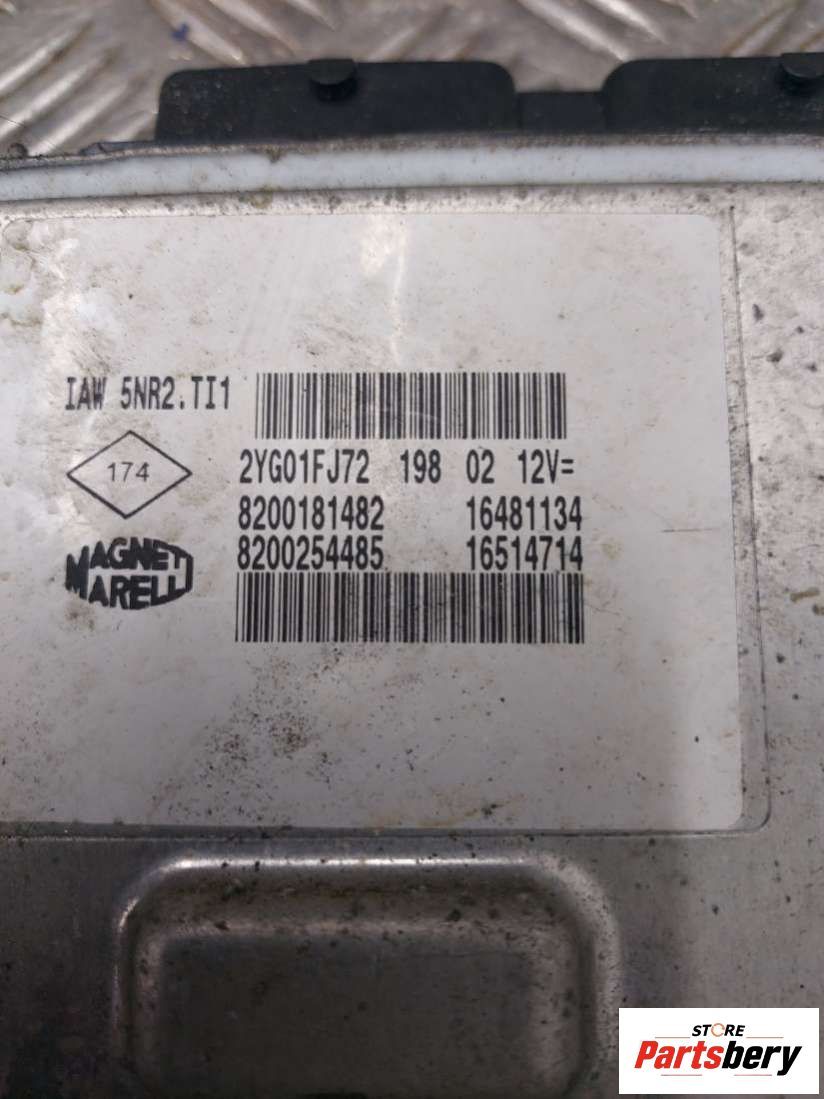 IAW 5NR2.TI1
174
2YG01FJ72 198 02 12V=
8200181482 16481134
8200254485 16514714
MAGNETI
MARELLI
STORE
Partsbery